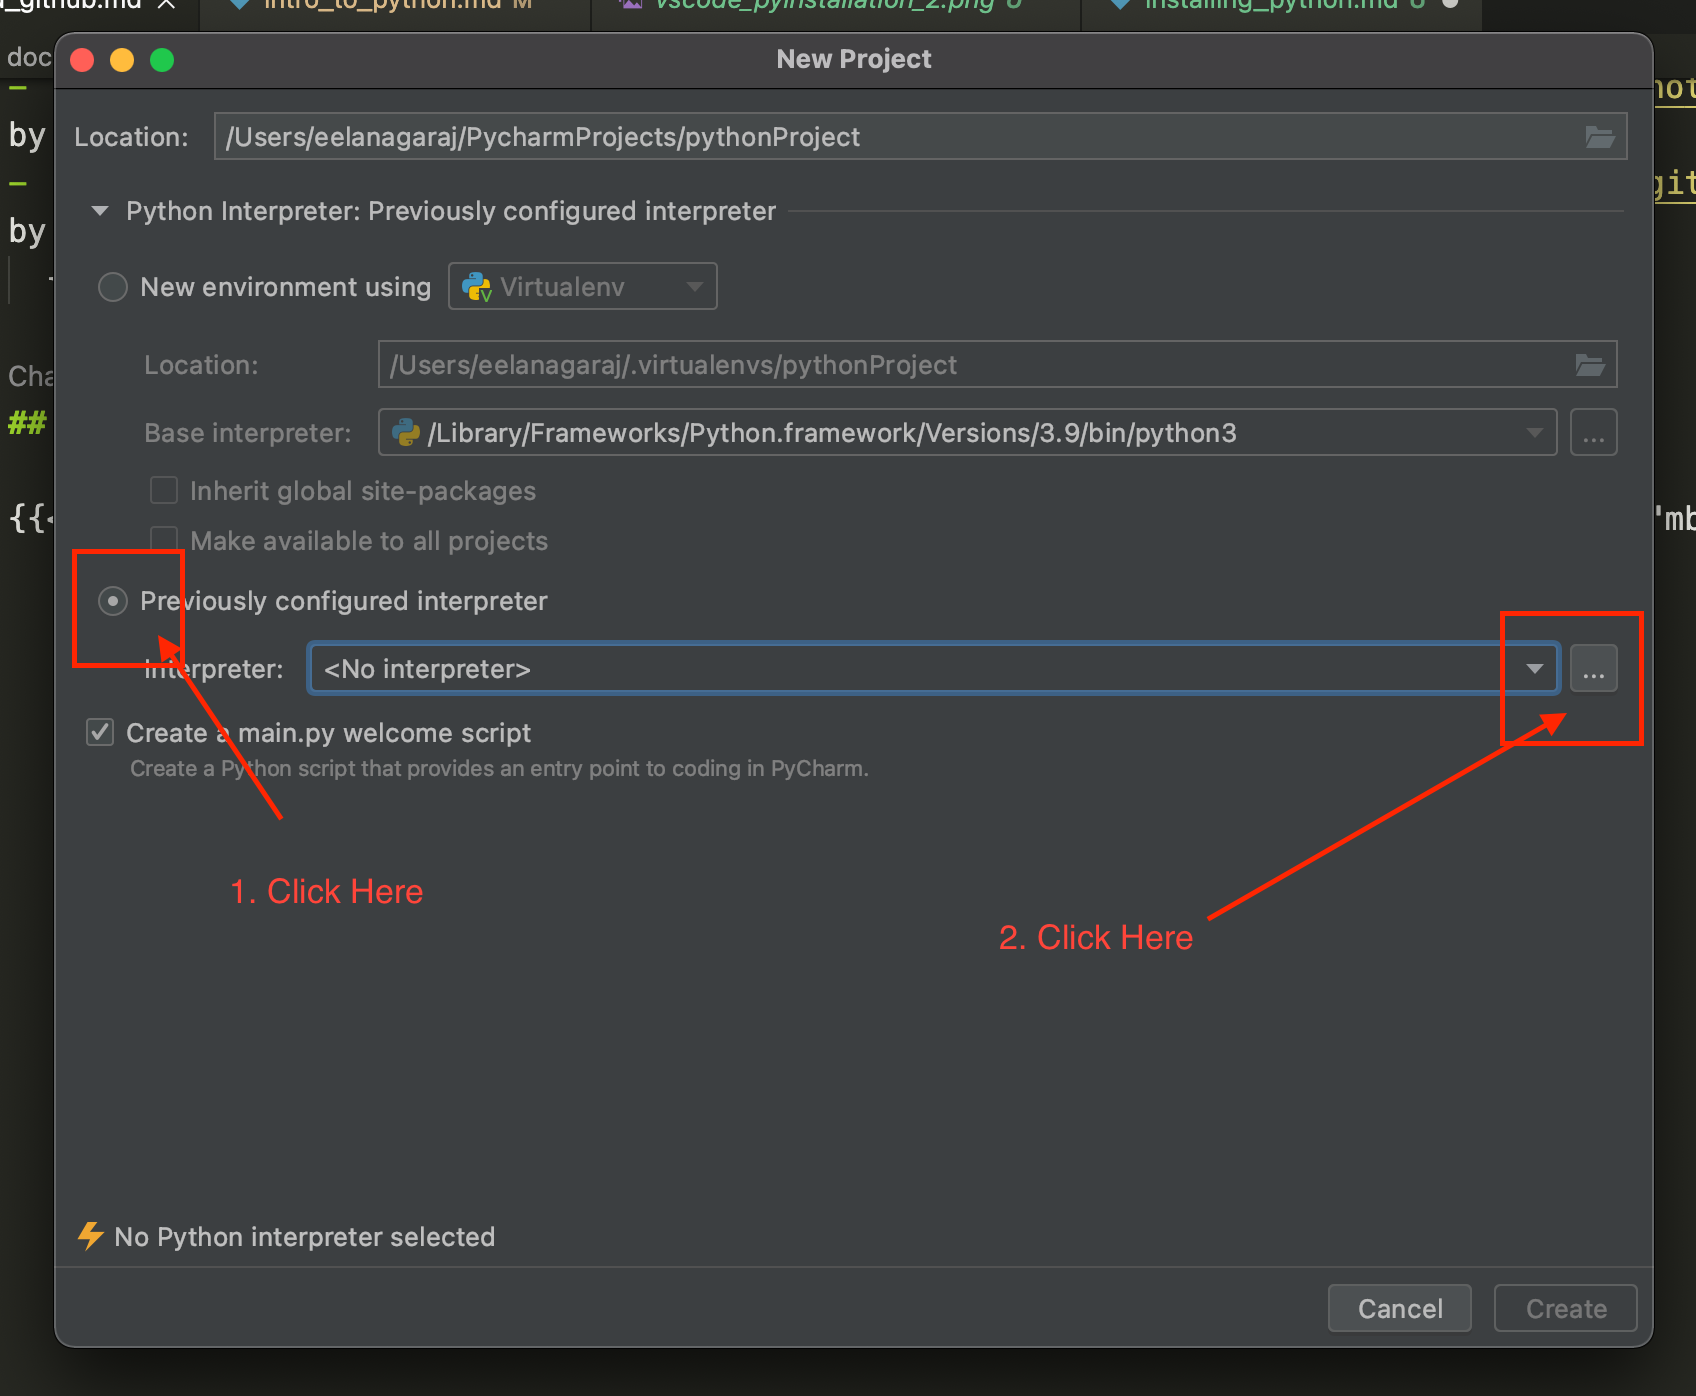 _github.md
intro_to_python.md M
vscode_pyinstallation_2.png U
installing_python.md U
doc
New Project
by
Location: /Users/eelanagaraj/PycharmProjects/pythonProject
git
by
Python Interpreter: Previously configured interpreter
New environment using Virtualenv
Location: /Users/eelanagaraj/.virtualenvs/pythonProject
Cha
##
Base interpreter: /Library/Frameworks/Python.framework/Versions/3.9/bin/python3 ...
Inherit global site-packages
{{<
'mb
Make available to all projects
Previously configured interpreter
Interpreter: <No interpreter> ...
Create a main.py welcome script
Create a Python script that provides an entry point to coding in PyCharm.
1. Click Here
2. Click Here
No Python interpreter selected
Cancel Create